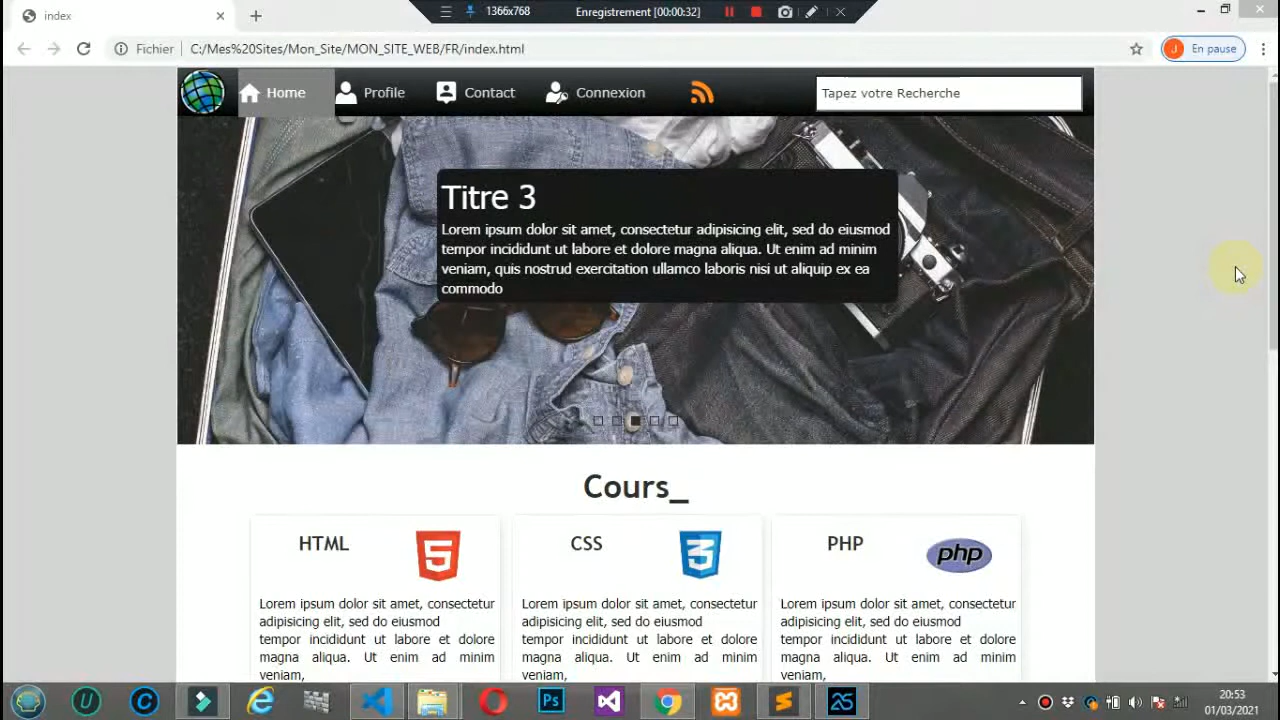 index
1366x768
Enregistrement [00:00:32]
Fichier
C:/Mes%20Sites/Mon_Site/MON_SITE_WEB/FR/index.html
J
En pause
Home
Profile
Contact
Connexion
Tapez votre Recherche
Titre 3
Lorem ipsum dolor sit amet, consectetur adipisicing elit, sed do eiusmod
tempor incididunt ut labore et dolore magna aliqua. Ut enim ad minim
veniam, quis nostrud exercitation ullamco laboris nisi ut aliquip ex ea
commodo
Cours_
HTML
5
Lorem ipsum dolor sit amet, consectetur
adipisicing elit, sed do eiusmod
tempor incididunt ut labore et dolore
magna aliqua. Ut enim ad minim
veniam,
CSS
3
Lorem ipsum dolor sit amet, consectetur
adipisicing elit, sed do eiusmod
tempor incididunt ut labore et dolore
magna aliqua. Ut enim ad minim
veniam,
PHP
php
Lorem ipsum dolor sit amet, consectetur
adipisicing elit, sed do eiusmod
tempor incididunt ut labore et dolore
magna aliqua. Ut enim ad minim
veniam,
U
C
Ps
20:53
01/03/2021